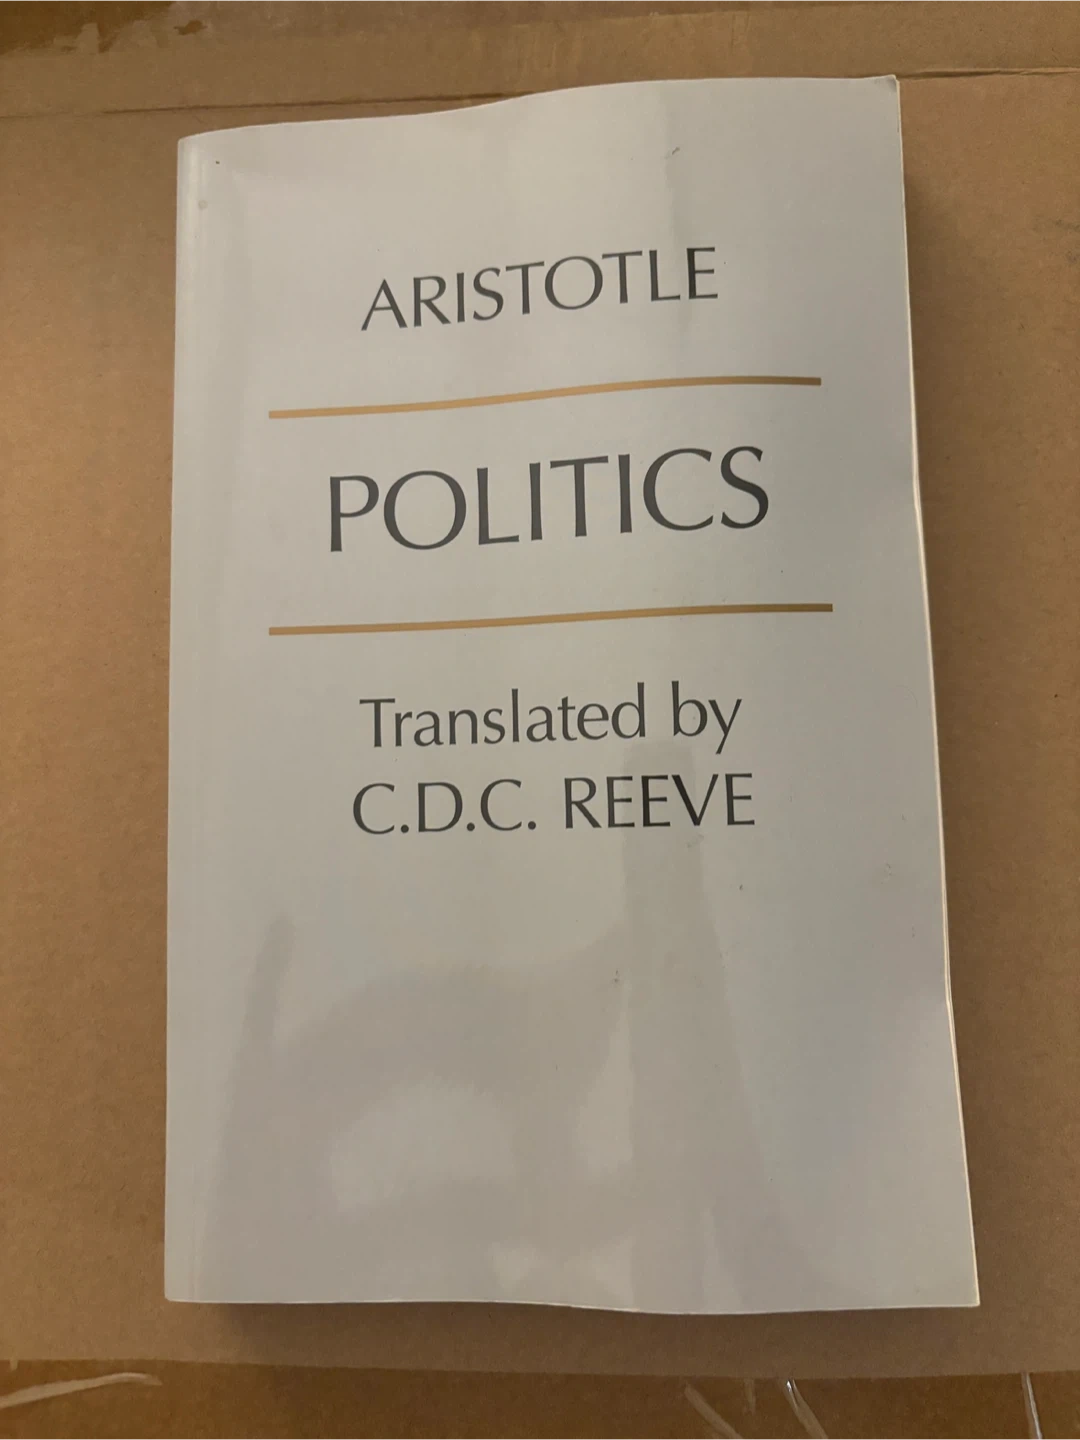 ARISTOTLE
POLITICS
Translated by
C.D.C. REEVE